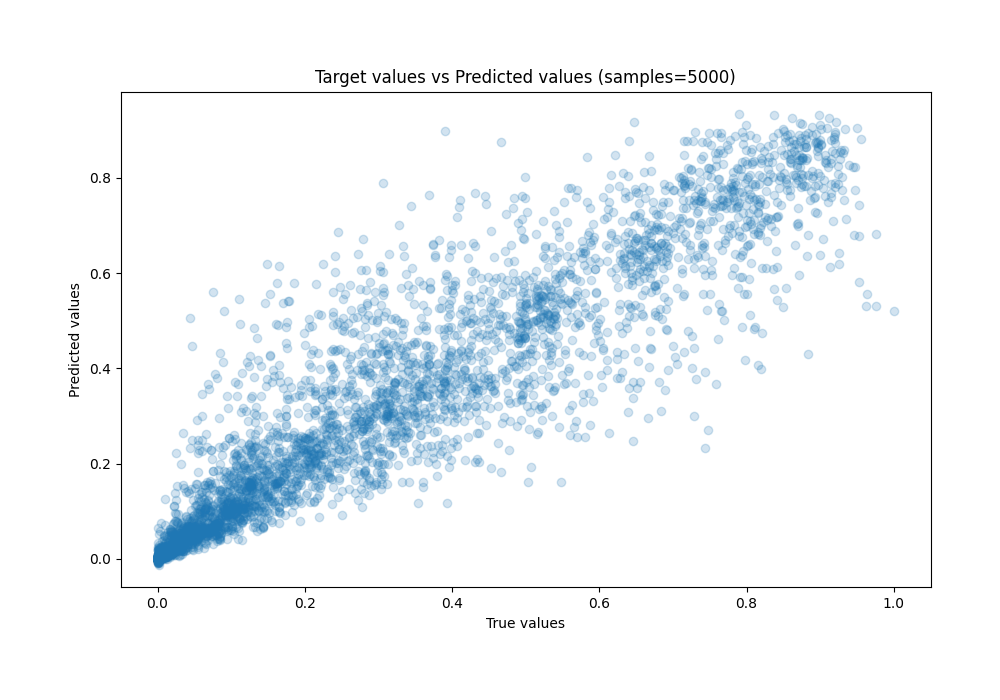 Target values vs Predicted values (samples=5000)
Predicted values
0.8
0.6
0.4
0.2
0.0
0.0 0.2 0.4 0.6 0.8 1.0
True values